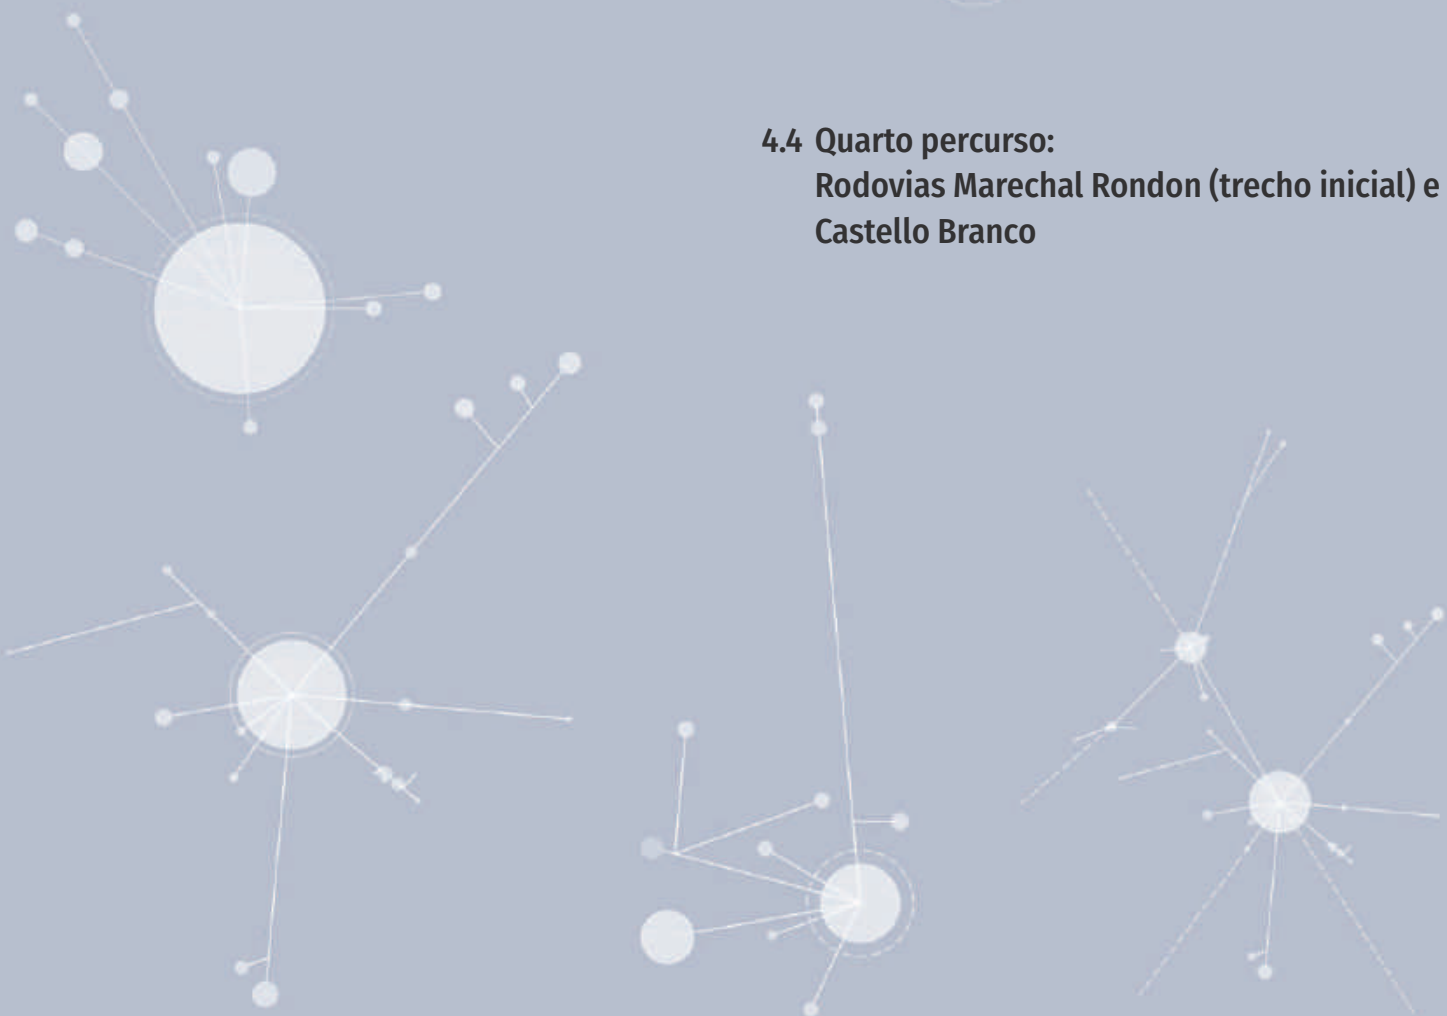 4.4 Quarto percurso:
Rodovias Marechal Rondon (trecho inicial) e
Castello Branco